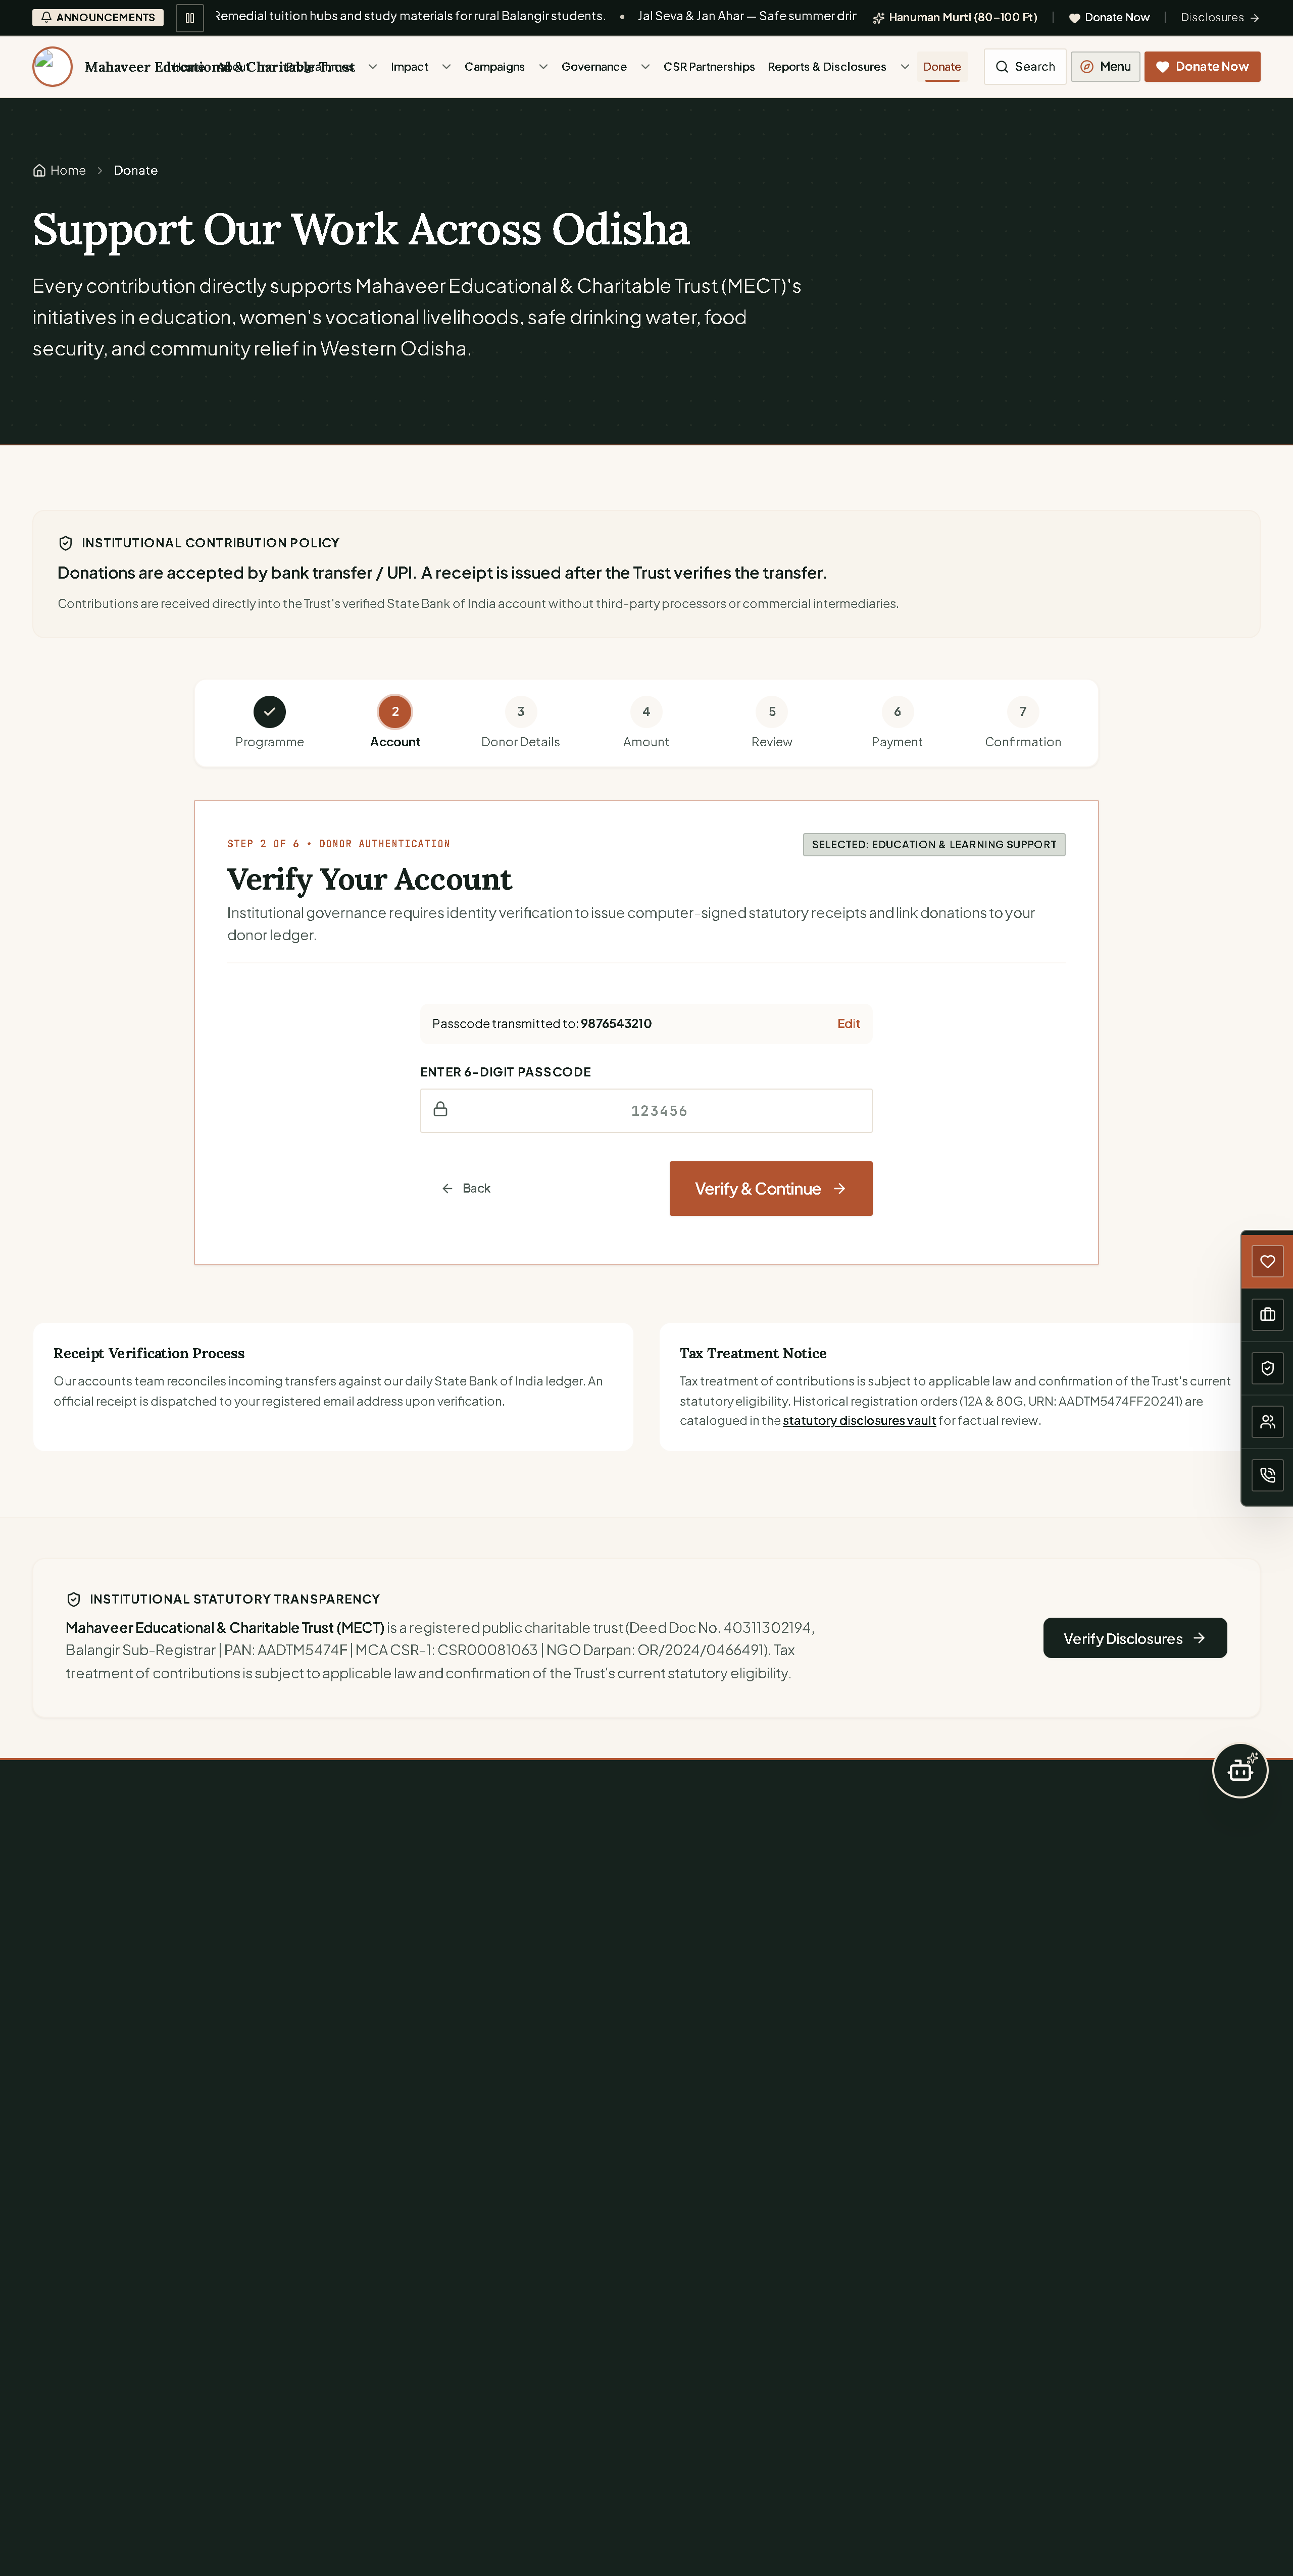 ANNOUNCEMENTS
Remedial tuition hubs and study materials for rural Balangir students. • Jal Seva & Jan Ahar — Safe summer drin
Hanuman Murti (80–100 Ft)
Donate Now
Disclosures →
Mahaveer Educational & Charitable Trust
Home
About
Programmes
Impact
Campaigns
Governance
CSR Partnerships
Reports & Disclosures
Donate
Search
Menu
Donate Now
Home > Donate
Support Our Work Across Odisha
Every contribution directly supports Mahaveer Educational & Charitable Trust (MECT)'s
initiatives in education, women's vocational livelihoods, safe drinking water, food
security, and community relief in Western Odisha.
INSTITUTIONAL CONTRIBUTION POLICY
Donations are accepted by bank transfer / UPI. A receipt is issued after the Trust verifies the transfer.
Contributions are received directly into the Trust's verified State Bank of India account without third-party processors or commercial intermediaries.
2 3 4 5 6 7
Programme Account Donor Details Amount Review Payment Confirmation
STEP 2 OF 6 • DONOR AUTHENTICATION
SELECTED: EDUCATION & LEARNING SUPPORT
Verify Your Account
Institutional governance requires identity verification to issue computer-signed statutory receipts and link donations to your
donor ledger.
Passcode transmitted to: 9876543210
Edit
ENTER 6-DIGIT PASSCODE
123456
← Back
Verify & Continue →
Receipt Verification Process
Our accounts team reconciles incoming transfers against our daily State Bank of India ledger. An
official receipt is dispatched to your registered email address upon verification.
Tax Treatment Notice
Tax treatment of contributions is subject to applicable law and confirmation of the Trust's current
statutory eligibility. Historical registration orders (12A & 80G, URN: AADTM5474FF20241) are
catalogued in the statutory disclosures vault for factual review.
INSTITUTIONAL STATUTORY TRANSPARENCY
Mahaveer Educational & Charitable Trust (MECT) is a registered public charitable trust (Deed Doc No. 40311302194,
Balangir Sub-Registrar | PAN: AADTM5474F | MCA CSR-1: CSR00081063 | NGO Darpan: OR/2024/0466491). Tax
treatment of contributions is subject to applicable law and confirmation of the Trust's current statutory eligibility.
Verify Disclosures →